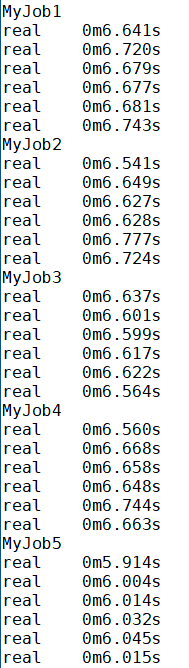 MyJob1
real    0m6.641s
real    0m6.720s
real    0m6.679s
real    0m6.677s
real    0m6.681s
real    0m6.743s
MyJob2
real    0m6.541s
real    0m6.649s
real    0m6.627s
real    0m6.628s
real    0m6.777s
real    0m6.724s
MyJob3
real    0m6.637s
real    0m6.601s
real    0m6.599s
real    0m6.617s
real    0m6.622s
real    0m6.564s
MyJob4
real    0m6.560s
real    0m6.668s
real    0m6.658s
real    0m6.648s
real    0m6.744s
real    0m6.663s
MyJob5
real    0m5.914s
real    0m6.004s
real    0m6.014s
real    0m6.032s
real    0m6.045s
real    0m6.015s